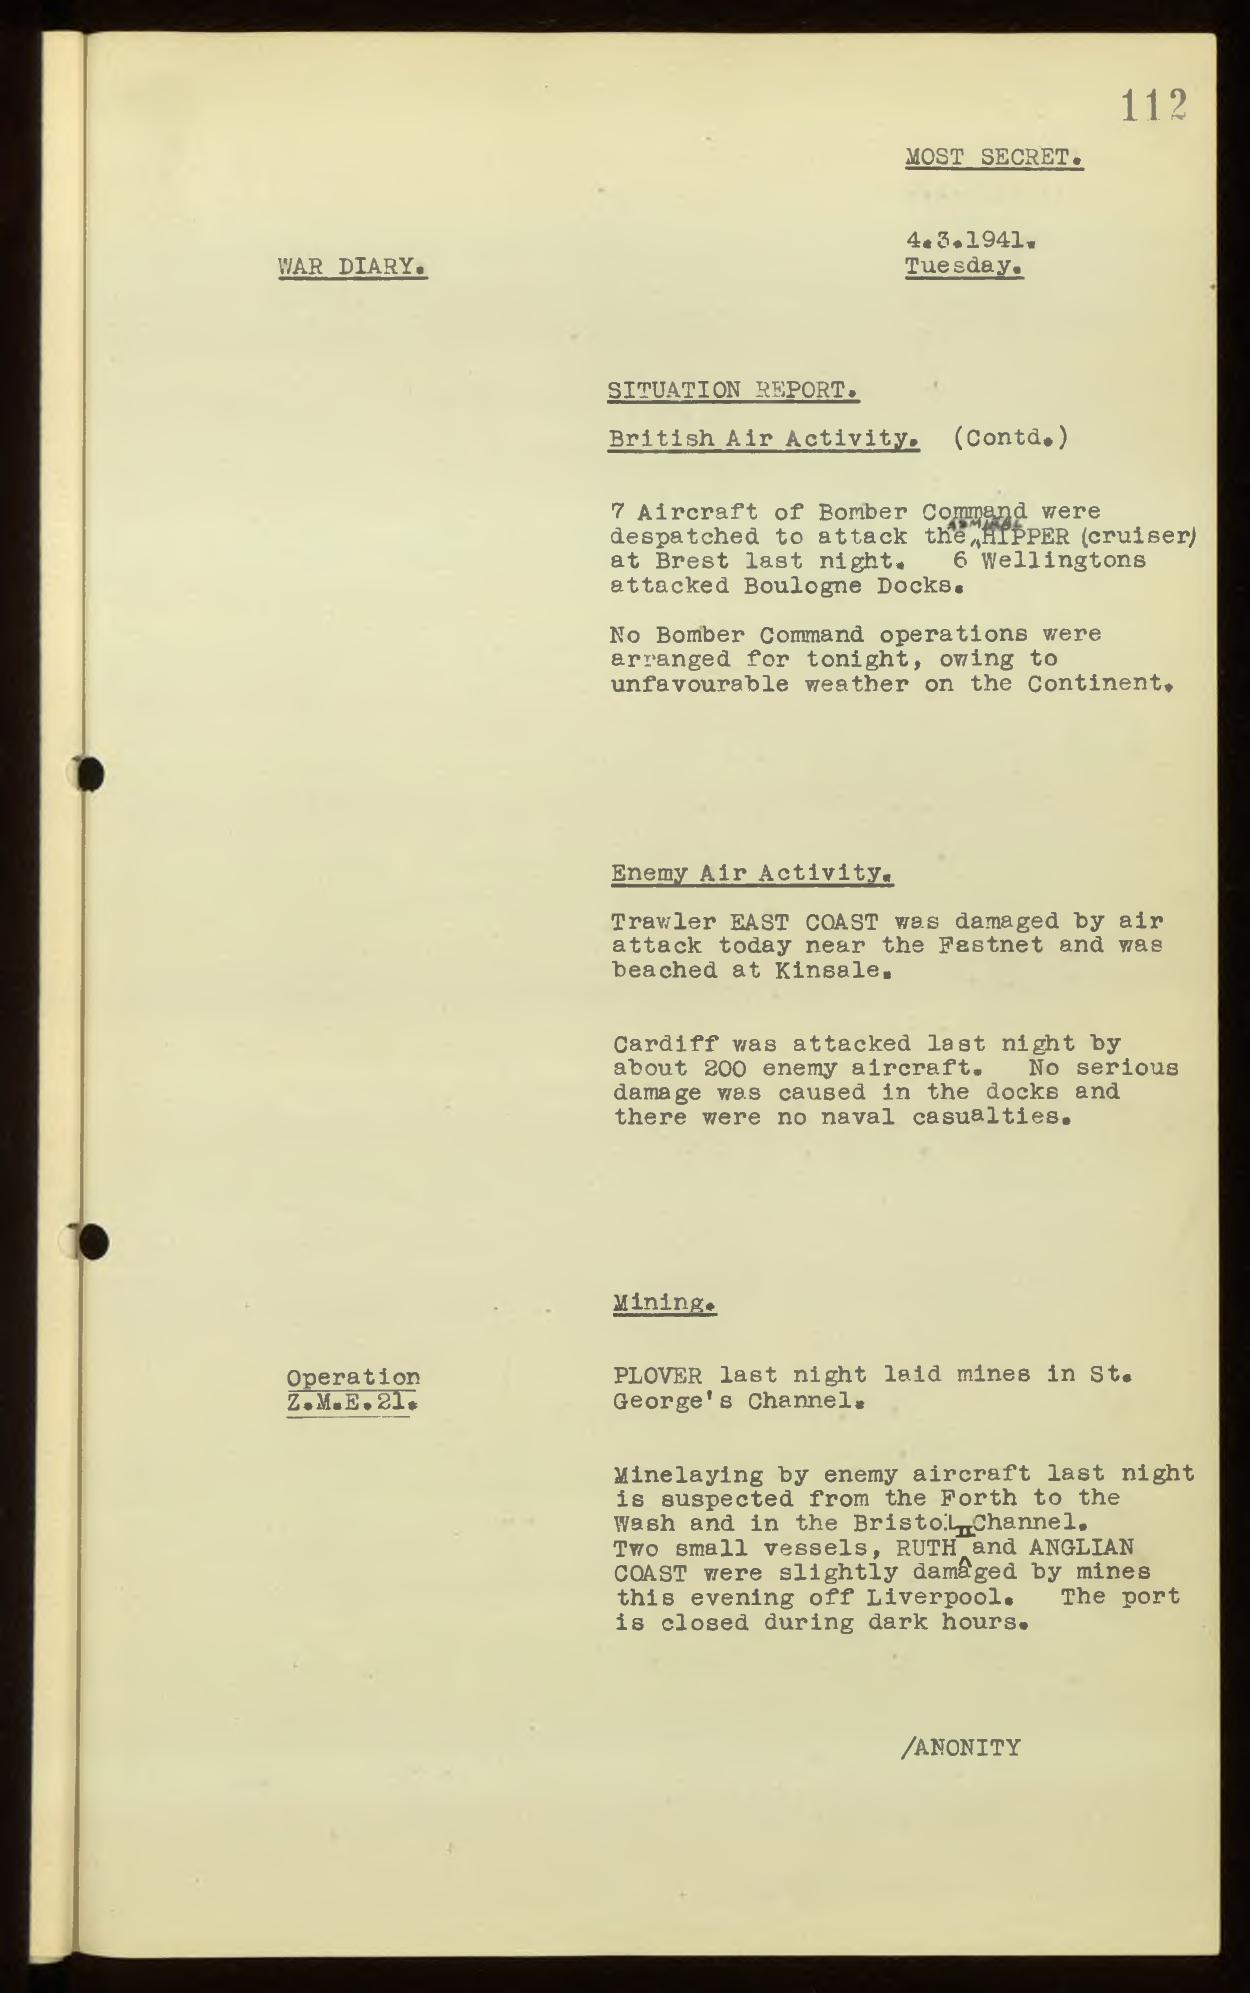 112
MOST SECRET.
4.3.1941.
WAR DIARY.
Tuesday.
SITUATION REPORT.
British Air Activity. (Contd.)
7 Aircraft of Bomber Command were
despatched to attack the ADMIRAL HIPPER (cruiser)
at Brest last night. 6 Wellingtons
attacked Boulogne Docks.
No Bomber Command operations were
arranged for tonight, owing to
unfavourable weather on the Continent.
Enemy Air Activity.
Trawler EAST COAST was damaged by air
attack today near the Fastnet and was
beached at Kinsale.
Cardiff was attacked last night by
about 200 enemy aircraft. No serious
damage was caused in the docks and
there were no naval casualties.
Mining.
Operation
Z.M.E.21.
PLOVER last night laid mines in St.
George's Channel.
Minelaying by enemy aircraft last night
is suspected from the Forth to the
Wash and in the Bristol Channel.
Two small vessels, RUTH II and ANGLIAN
COAST were slightly damaged by mines
this evening off Liverpool. The port
is closed during dark hours.
/ANONITY